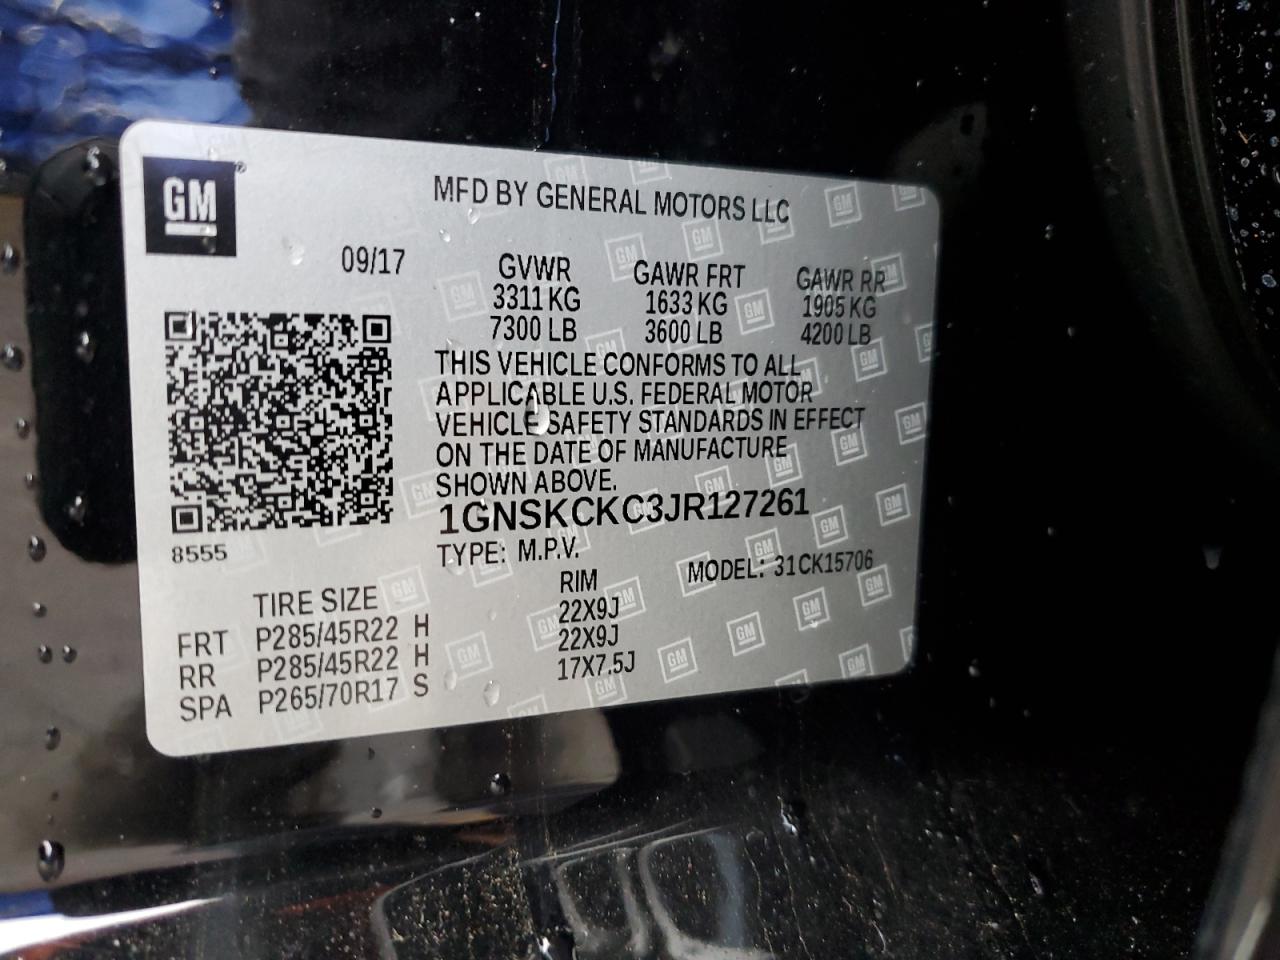 GM
MFD BY GENERAL MOTORS LLC
09/17
GVWR GAWR FRT GAWR RR
3311 KG 1633 KG 1905 KG
7300 LB 3600 LB 4200 LB
THIS VEHICLE CONFORMS TO ALL
APPLICABLE U.S. FEDERAL MOTOR
VEHICLE SAFETY STANDARDS IN EFFECT
ON THE DATE OF MANUFACTURE
SHOWN ABOVE.
1GNSKCKC3JR127261
8555
TYPE: M.P.V. MODEL: 31CK15706
TIRE SIZE RIM
FRT P285/45R22 H 22X9J
RR P285/45R22 H 22X9J
SPA P265/70R17 S 17X7.5J